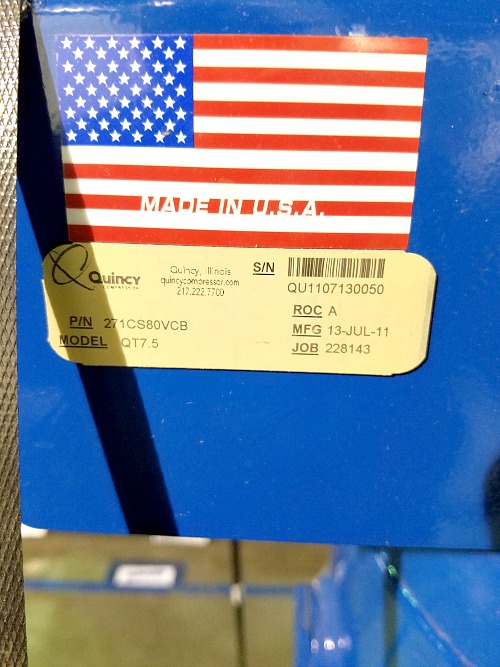 MADE IN U.S.A.
Quincy
COMPRESSOR
Quincy, Illinois
quincycompressor.com
217.222.7700
S/N
QU1107130050
P/N 271CS80VCB
MODEL QT7.5
ROC A
MFG 13-JUL-11
JOB 228143